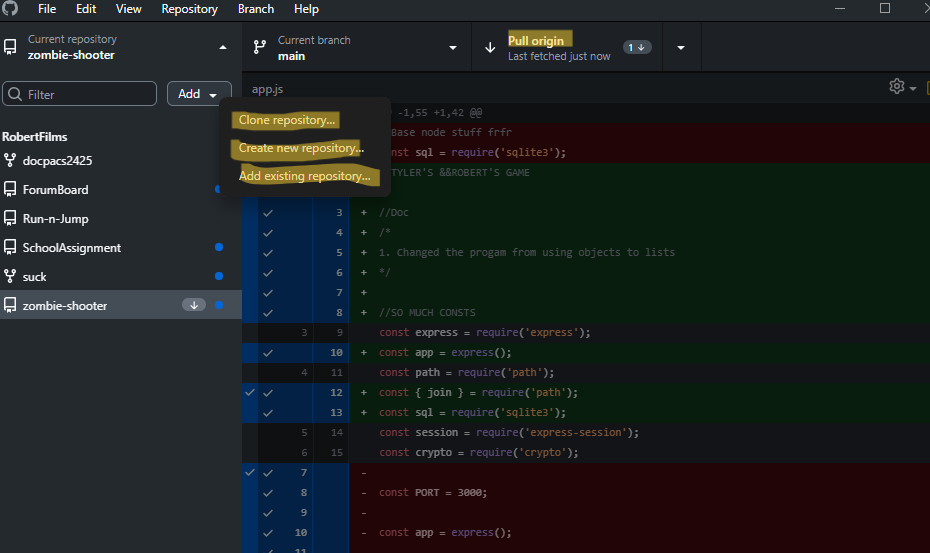 File Edit View Repository Branch Help
Current repository
zombie-shooter
Current branch
main
Pull origin
Last fetched just now
1
Filter
Add
app.js
Clone repository...
Create new repository...
Add existing repository...
RobertFilms
docpacs2425
ForumBoard
Run-n-Jump
SchoolAssignment
suck
zombie-shooter
-1,55 +1,42 @@
Base node stuff frfr
sql = require('sqlite3');
TYLER'S &&ROBERT'S GAME
3 + //Doc
4 + /*
5 + 1. Changed the progam from using objects to lists
6 + */
7 +
8 + //SO MUCH CONSTS
3 9 const express = require('express');
10 + const app = express();
4 11 const path = require('path');
12 + const { join } = require('path');
13 + const sql = require('sqlite3');
5 14 const session = require('express-session');
6 15 const crypto = require('crypto');
7 -
8 - const PORT = 3000;
9 -
10 - const app = express();